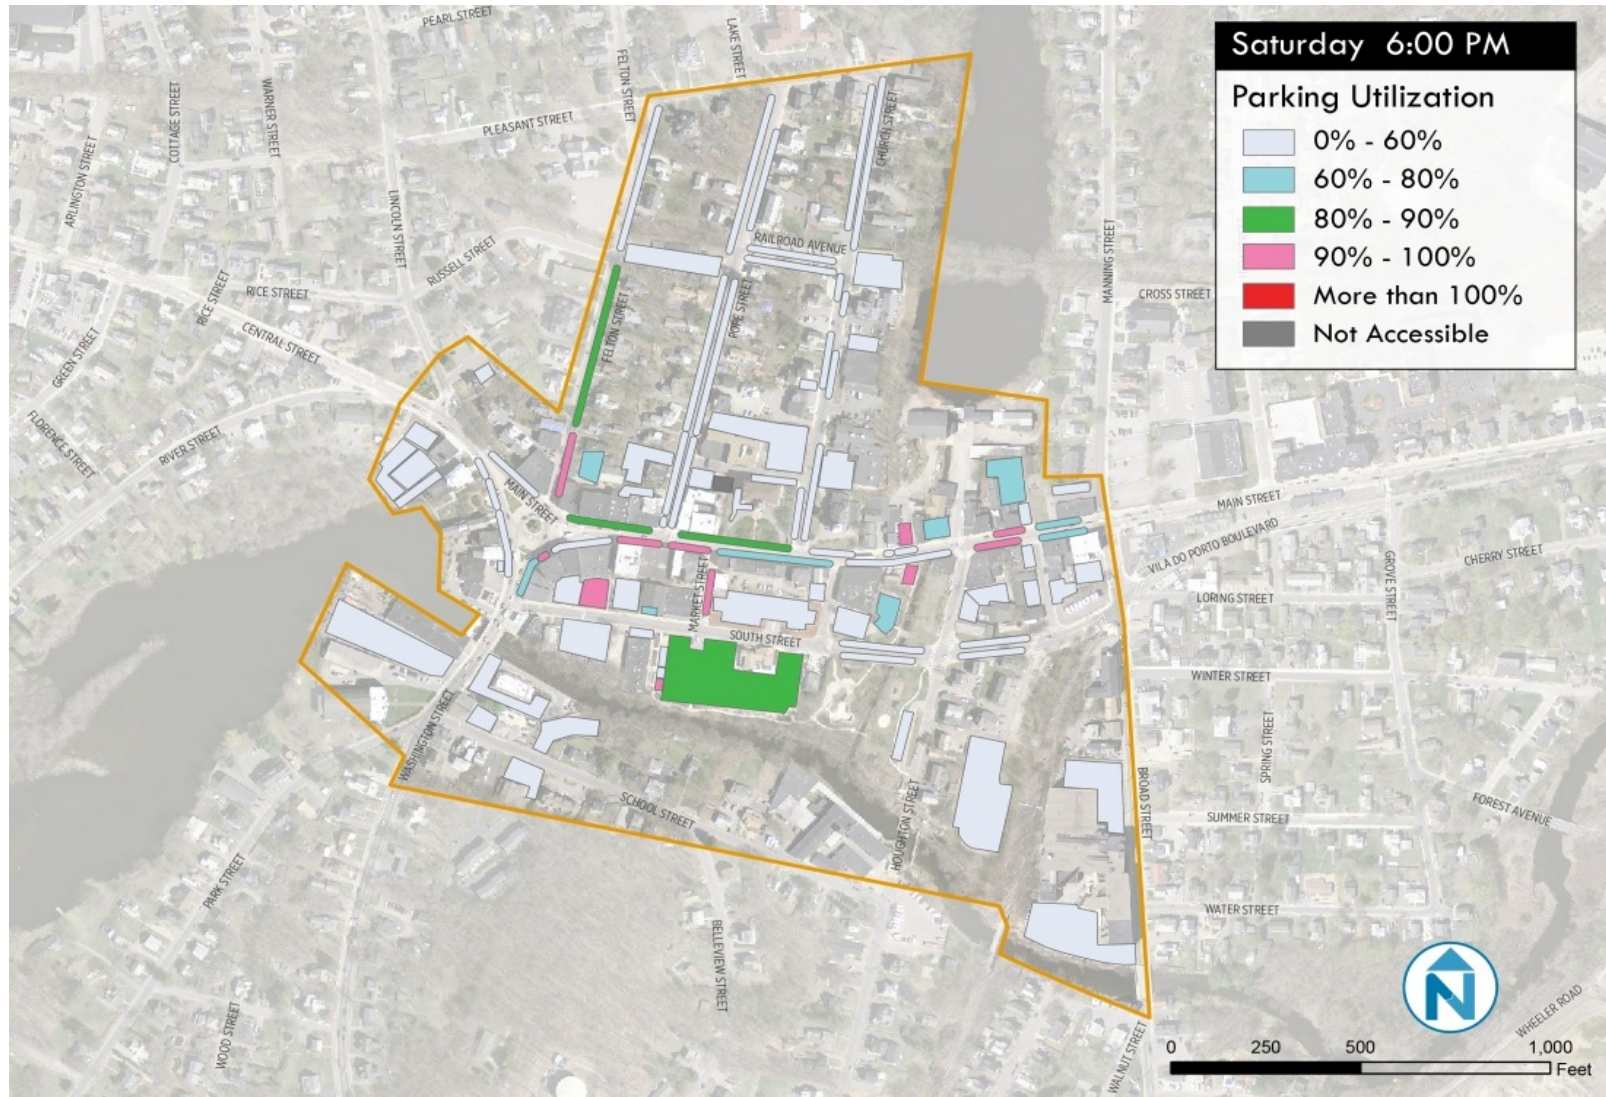 Saturday 6:00 PM
Parking Utilization
0% - 60%
60% - 80%
80% - 90%
90% - 100%
More than 100%
Not Accessible
PEARL STREET
LAKE STREET
FELTON STREET
COTTAGE STREET
WARNER STREET
PLEASANT STREET
CHURCH STREET
ARLINGTON STREET
LINCOLN STREET
RUSSELL STREET
RAILROAD AVENUE
MANNING STREET
RICE STREET
RICE STREET
CROSS STREET
POPE STREET
FELTON STREET
CENTRAL STREET
GREEN STREET
FLORENCE STREET
RIVER STREET
MAIN STREET
MAIN STREET
VILA DO PORTO BOULEVARD
CHERRY STREET
GROVE STREET
MARKET STREET
LORING STREET
SOUTH STREET
WINTER STREET
WASHINGTON STREET
SPRING STREET
BROAD STREET
SCHOOL STREET
HOUGHTON STREET
SUMMER STREET
FOREST AVENUE
PARK STREET
WATER STREET
BELLEVIEW STREET
WOOD STREET
WHEELER ROAD
WALNUT STREET
N
0 250 500 1,000
Feet